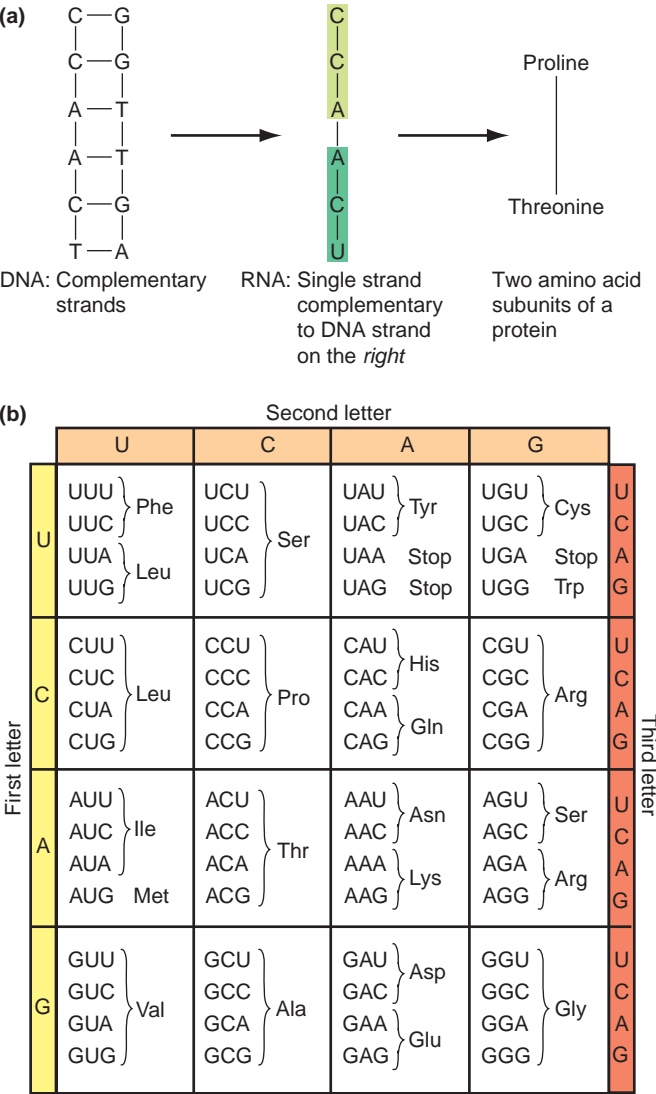 (a)
C G C
C G C Proline
A T A
A T A
C G C Threonine
T A U
DNA: Complementary
strands
RNA: Single strand
complementary
to DNA strand
on the right
Two amino acid
subunits of a
protein
(b)
Second letter
U C A G
First letter
Third letter
U
UUU
UUC
Phe
UUA
UUG
Leu
UCU
UCC
UCA
UCG
Ser
UAU
UAC
Tyr
UAA Stop
UAG Stop
UGU
UGC
Cys
UGA Stop
UGG Trp
U
C
A
G
C
CUU
CUC
CUA
CUG
Leu
CCU
CCC
CCA
CCG
Pro
CAU
CAC
His
CAA
CAG
Gln
CGU
CGC
CGA
CGG
Arg
U
C
A
G
A
AUU
AUC
AUA
Ile
AUG Met
ACU
ACC
ACA
ACG
Thr
AAU
AAC
Asn
AAA
AAG
Lys
AGU
AGC
Ser
AGA
AGG
Arg
U
C
A
G
G
GUU
GUC
GUA
GUG
Val
GCU
GCC
GCA
GCG
Ala
GAU
GAC
Asp
GAA
GAG
Glu
GGU
GGC
GGA
GGG
Gly
U
C
A
G